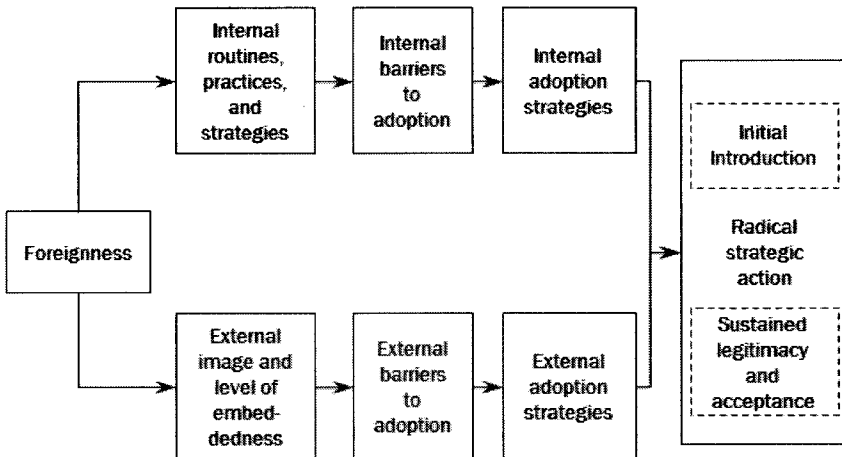 Internal
routines,
practices,
and
strategies
Internal
barriers
to
adoption
Internal
adoption
strategies
Initial
Introduction
Foreignness
Radical
strategic
action
External
image and
level of
embed-
dedness
External
barriers
to
adoption
External
adoption
strategies
Sustained
legitimacy
and
acceptance